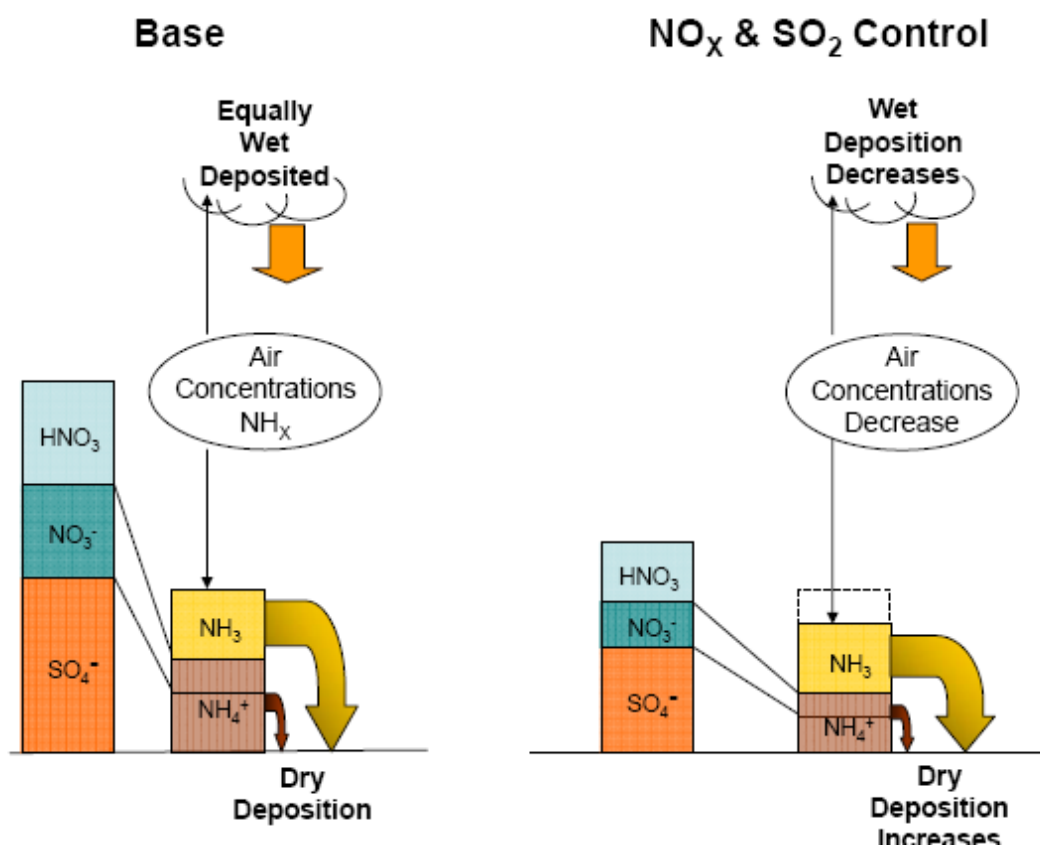 Base
Equally
Wet
Deposited
Air
Concentrations
NHₓ
HNO₃
NO₃⁻
SO₄⁼
NH₃
NH₄⁺
Dry
Deposition
NOₓ & SO₂ Control
Wet
Deposition
Decreases
Air
Concentrations
Decrease
HNO₃
NO₃⁻
SO₄⁼
NH₃
NH₄⁺
Dry
Deposition
Increases